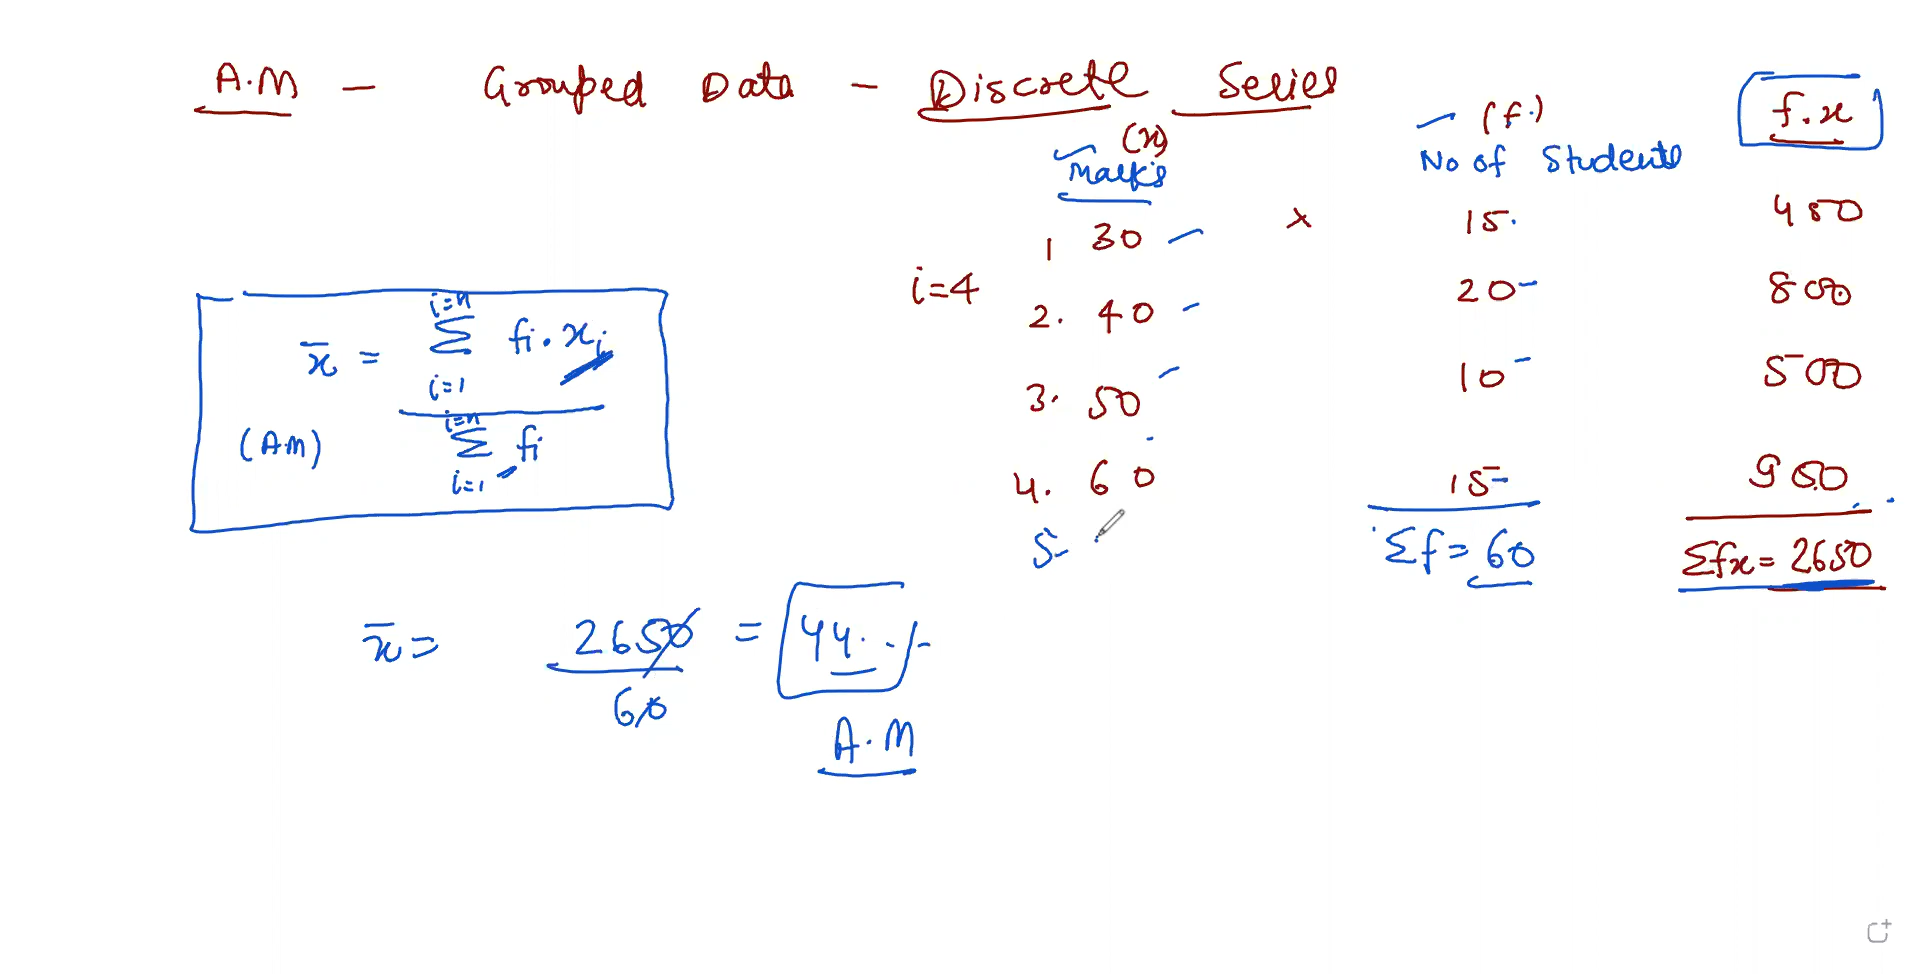 A.M - Grouped Data - Discrete Series
(x) (f.) f.x
Marks No of Students
1. 30 x 15. 450
i=4
2. 40 20 800
3. 50 10 500
4. 60 15 900
5- Σf = 60 Σfx = 2650
i=n
x̄ = Σ fi . xi
i=1
i=n
(AM) Σ fi
i=1
x̄ = 2650 = 44. - / -
60
A.M